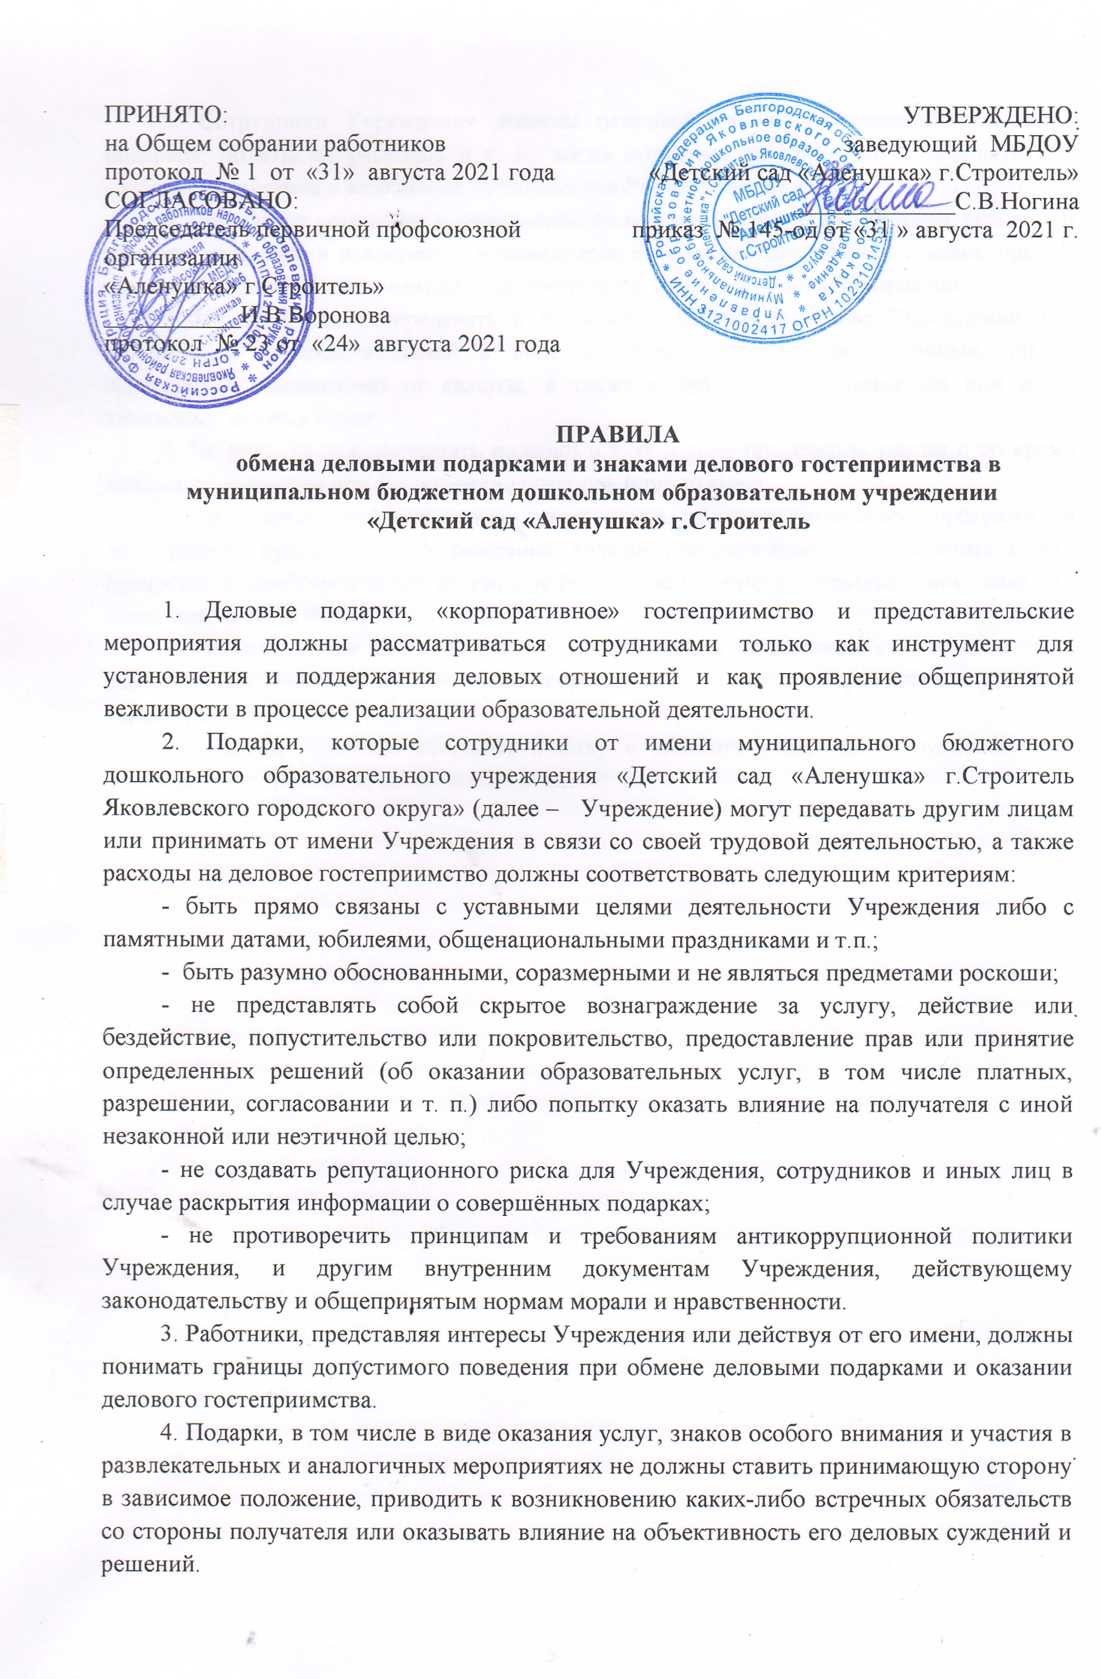 ПРИНЯТО:
на Общем собрании работников
протокол № 1 от «31» августа 2021 года
СОГЛАСОВАНО:
Председатель первичной профсоюзной
организации
«Аленушка» г.Строитель»
И.В.Воронова
протокол № 23 от «24» августа 2021 года
УТВЕРЖДЕНО:
заведующий МБДОУ
«Детский сад «Аленушка» г.Строитель»
С.В.Ногина
приказ № 145-од от «31 » августа 2021 г.
МБДОУ
"Детский сад
"Аленушка"
г.Строитель"
ИНН 3121002417 ОГРН
ПРАВИЛА
обмена деловыми подарками и знаками делового гостеприимства в
муниципальном бюджетном дошкольном образовательном учреждении
«Детский сад «Аленушка» г.Строитель
1. Деловые подарки, «корпоративное» гостеприимство и представительские
мероприятия должны рассматриваться сотрудниками только как инструмент для
установления и поддержания деловых отношений и как проявление общепринятой
вежливости в процессе реализации образовательной деятельности.
2. Подарки, которые сотрудники от имени муниципального бюджетного
дошкольного образовательного учреждения «Детский сад «Аленушка» г.Строитель
Яковлевского городского округа» (далее – Учреждение) могут передавать другим лицам
или принимать от имени Учреждения в связи со своей трудовой деятельностью, а также
расходы на деловое гостеприимство должны соответствовать следующим критериям:
- быть прямо связаны с уставными целями деятельности Учреждения либо с
памятными датами, юбилеями, общенациональными праздниками и т.п.;
- быть разумно обоснованными, соразмерными и не являться предметами роскоши;
- не представлять собой скрытое вознаграждение за услугу, действие или
бездействие, попустительство или покровительство, предоставление прав или принятие
определенных решений (об оказании образовательных услуг, в том числе платных,
разрешении, согласовании и т. п.) либо попытку оказать влияние на получателя с иной
незаконной или неэтичной целью;
- не создавать репутационного риска для Учреждения, сотрудников и иных лиц в
случае раскрытия информации о совершённых подарках;
- не противоречить принципам и требованиям антикоррупционной политики
Учреждения, и другим внутренним документам Учреждения, действующему
законодательству и общепринятым нормам морали и нравственности.
3. Работники, представляя интересы Учреждения или действуя от его имени, должны
понимать границы допустимого поведения при обмене деловыми подарками и оказании
делового гостеприимства.
4. Подарки, в том числе в виде оказания услуг, знаков особого внимания и участия в
развлекательных и аналогичных мероприятиях не должны ставить принимающую сторону
в зависимое положение, приводить к возникновению каких-либо встречных обязательств
со стороны получателя или оказывать влияние на объективность его деловых суждений и
решений.